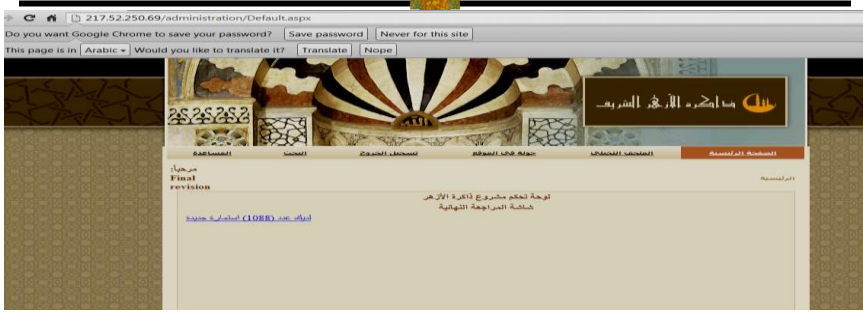 217.52.250.69/administration/Default.aspx
Do you want Google Chrome to save your password? Save password Never for this site
This page is in Arabic Would you like to translate it? Translate Nope
ذاكرة الأزهر الشريف
الصفحة الرئيسية المتحف التخيلى جولة فى الموقع تسجيل الخروج البحث المساعدة
مرحباً:
Final
revision
الرئيسية
لوحة تحكم مشروع ذاكرة الأزهر
شاشة المراجعة النهائية
لديك عدد (1088) استمارة جديدة